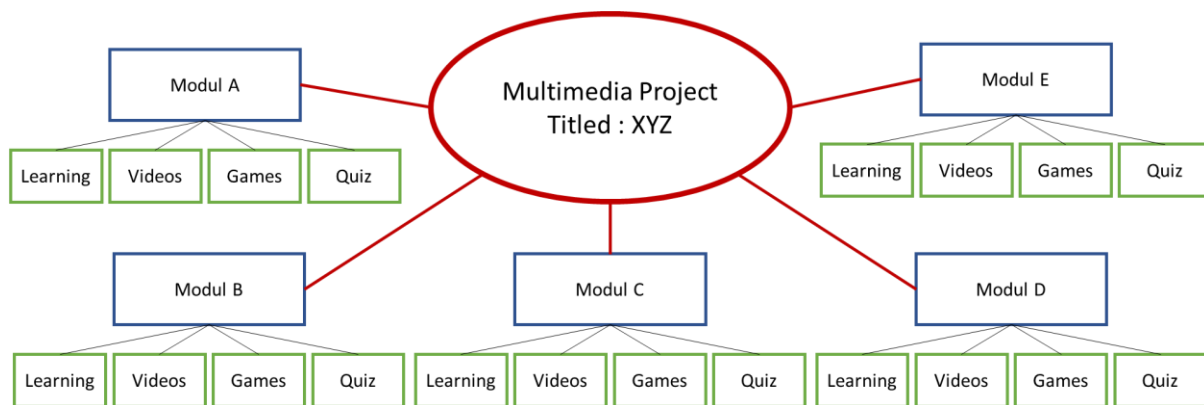 Multimedia Project
Titled : XYZ
Modul A
Learning
Videos
Games
Quiz
Modul E
Learning
Videos
Games
Quiz
Modul B
Learning
Videos
Games
Quiz
Modul C
Learning
Videos
Games
Quiz
Modul D
Learning
Videos
Games
Quiz